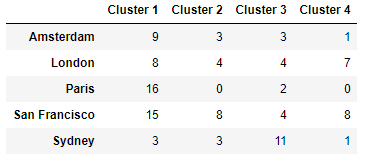 Cluster 1 Cluster 2 Cluster 3 Cluster 4
Amsterdam 9 3 3 1
London 8 4 4 7
Paris 16 0 2 0
San Francisco 15 8 4 8
Sydney 3 3 11 1